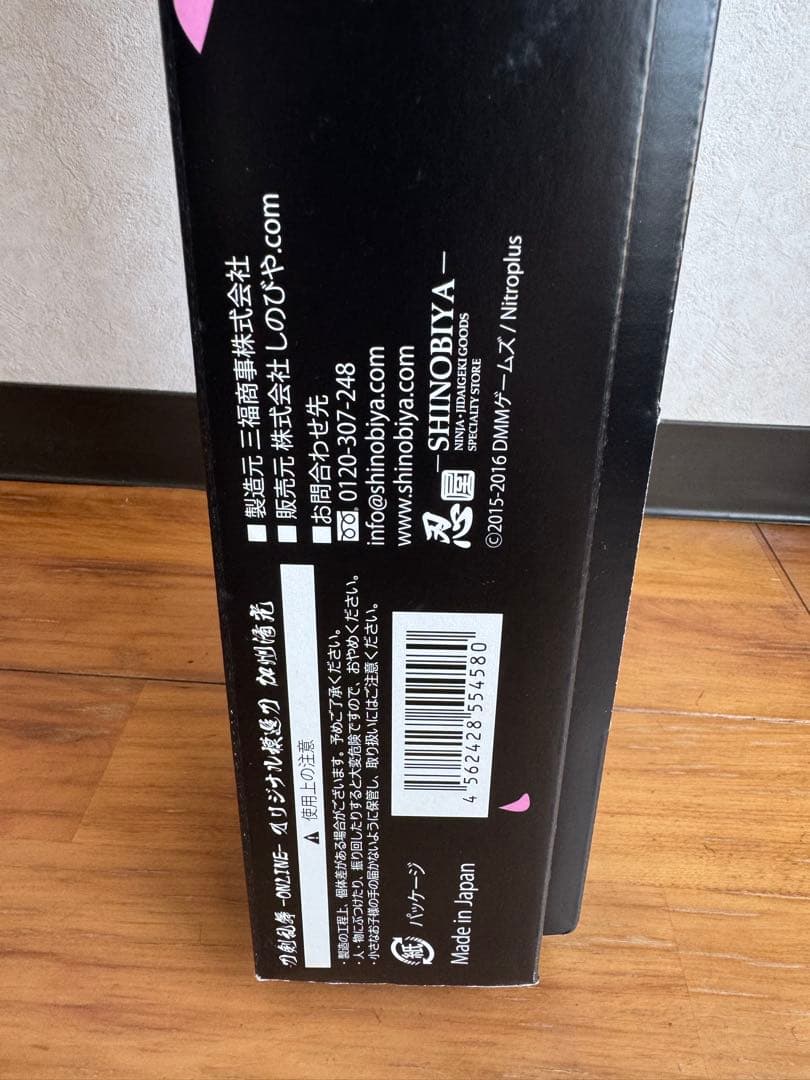 刀剣乱舞-ONLINE- オリジナル模造刀 加州清光
⚠ 使用上の注意
・製造の工程上、個体差がある場合がございます。予めご了承ください。
・人・物にぶつけたり、振り回したりすると大変危険ですので、おやめください。
・小さなお子様の手の届かないように保管し、取り扱いにはご注意ください。
紙 パッケージ
Made in Japan
4 562428 554580
■製造元 三福商事株式会社
■販売元 株式会社 しのびや.com
■お問合わせ先
0120-307-248
info@shinobiya.com
www.shinobiya.com
忍屋
SHINOBIYA
NINJA・JIDAIGEKI GOODS
SPECIALTY STORE
©2015-2016 DMMゲームズ / Nitroplus